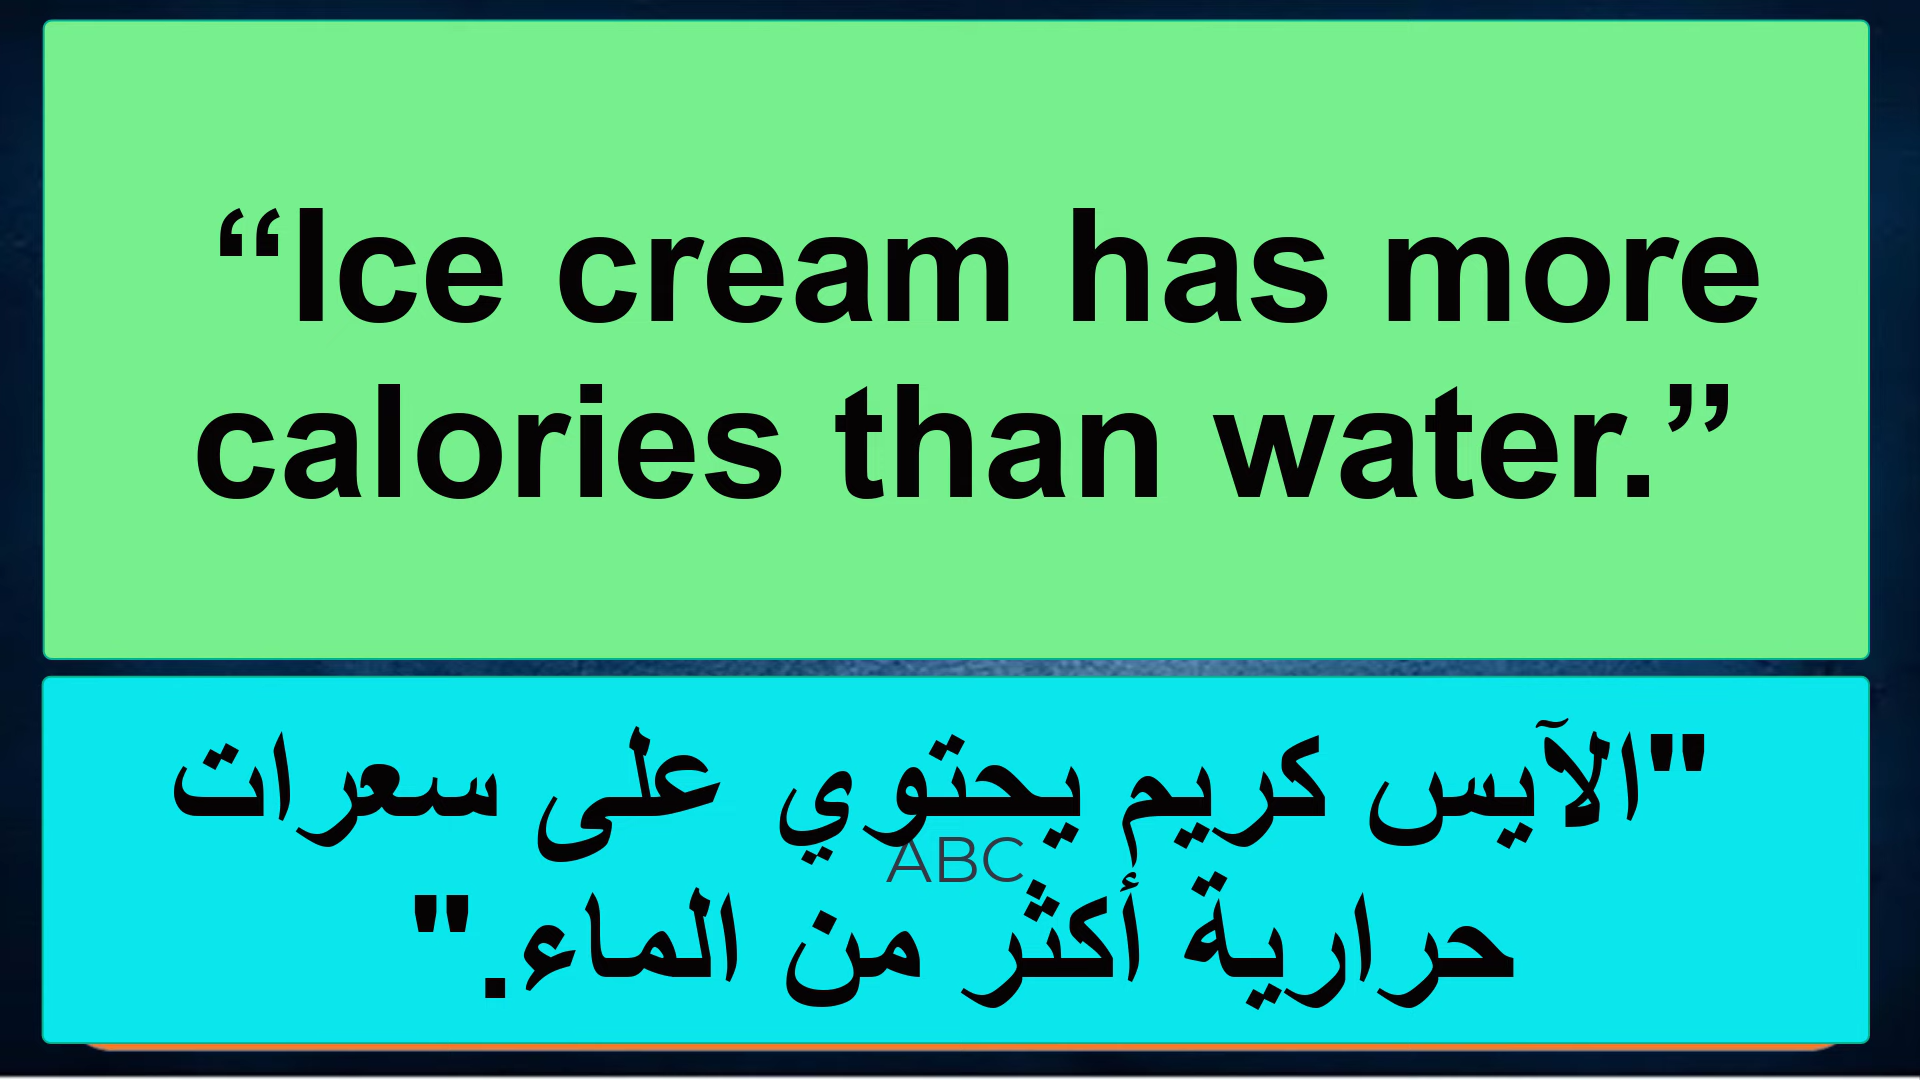 “Ice cream has more
calories than water.”
"الآيس كريم يحتوي على سعرات
ABC
حرارية أكثر من الماء."